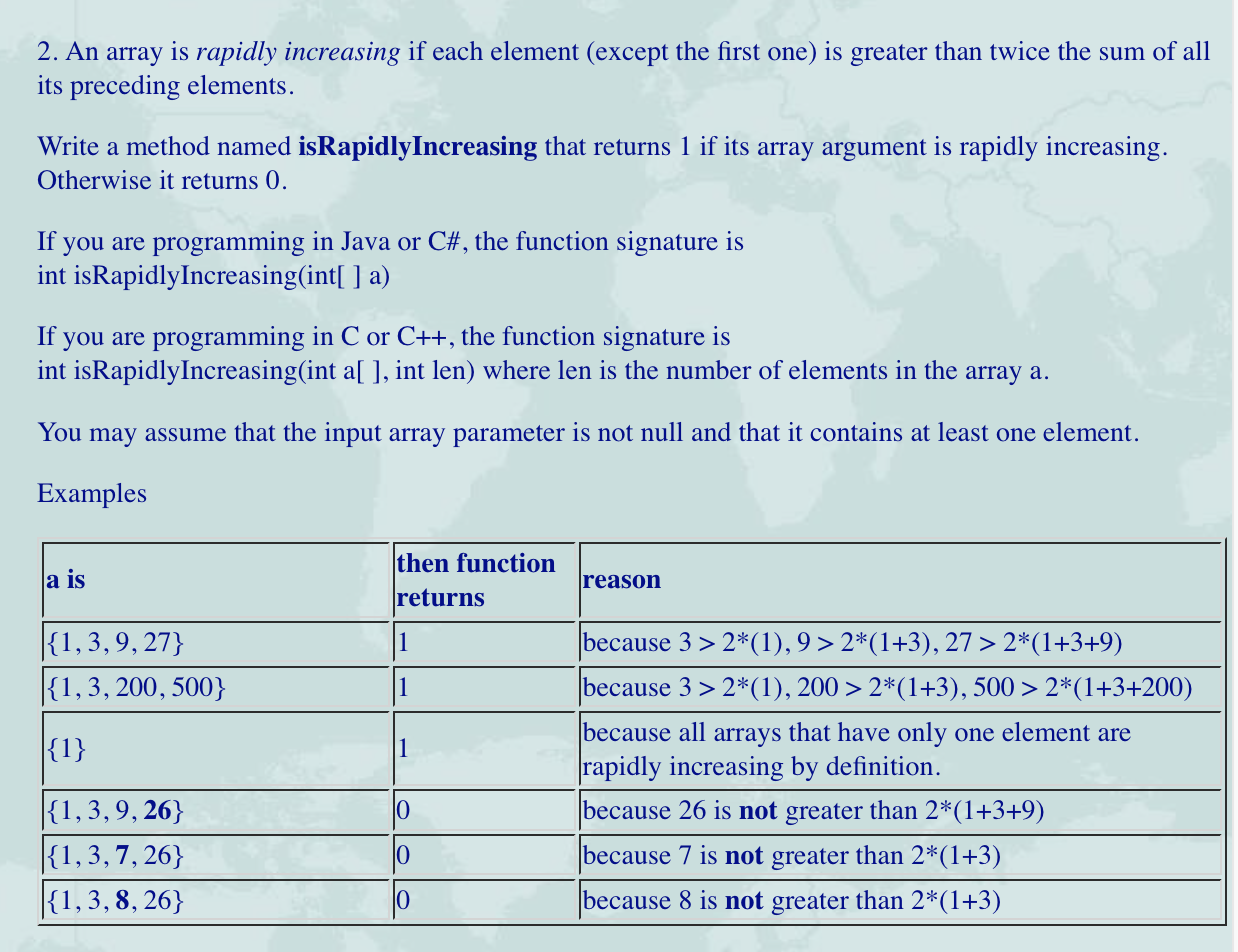 2. An array is rapidly increasing if each element (except the first one) is greater than twice the sum of all
its preceding elements.
Write a method named isRapidlyIncreasing that returns 1 if its array argument is rapidly increasing.
Otherwise it returns 0.
If you are programming in Java or C#, the function signature is
int isRapidlyIncreasing(int[ ] a)
If you are programming in C or C++, the function signature is
int isRapidlyIncreasing(int a[ ], int len) where len is the number of elements in the array a.
You may assume that the input array parameter is not null and that it contains at least one element.
Examples
a is
then function
returns
reason
{1, 3, 9, 27}
1
because 3 > 2*(1), 9 > 2*(1+3), 27 > 2*(1+3+9)
{1, 3, 200, 500}
1
because 3 > 2*(1), 200 > 2*(1+3), 500 > 2*(1+3+200)
{1}
1
because all arrays that have only one element are
rapidly increasing by definition.
{1, 3, 9, 26}
0
because 26 is not greater than 2*(1+3+9)
{1, 3, 7, 26}
0
because 7 is not greater than 2*(1+3)
{1, 3, 8, 26}
0
because 8 is not greater than 2*(1+3)